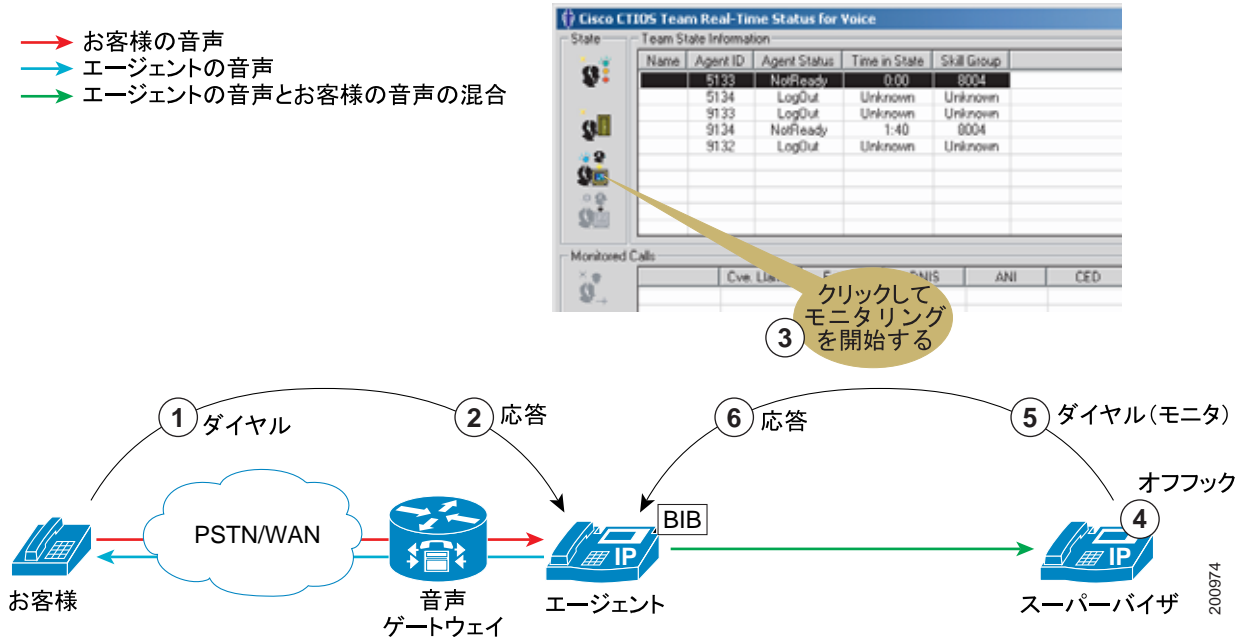 お客様の音声
エージェントの音声
エージェントの音声とお客様の音声の混合
Cisco CTIOS Team Real-Time Status for Voice
State
Team State Information
Name Agent ID Agent Status Time in State Skill Group
5133 NotReady 0:00 8004
5134 LogOut Unknown Unknown
9133 LogOut Unknown Unknown
9134 NotReady 1:40 8004
9132 LogOut Unknown Unknown
Monitored Calls
Cve. ANI CED
クリックして
モニタリング
を開始する
3
1 ダイヤル
2 応答
6 応答
5 ダイヤル(モニタ)
オフフック
4
PSTN/WAN
BIB
IP
IP
お客様
音声
ゲートウェイ
エージェント
スーパーバイザ
200974